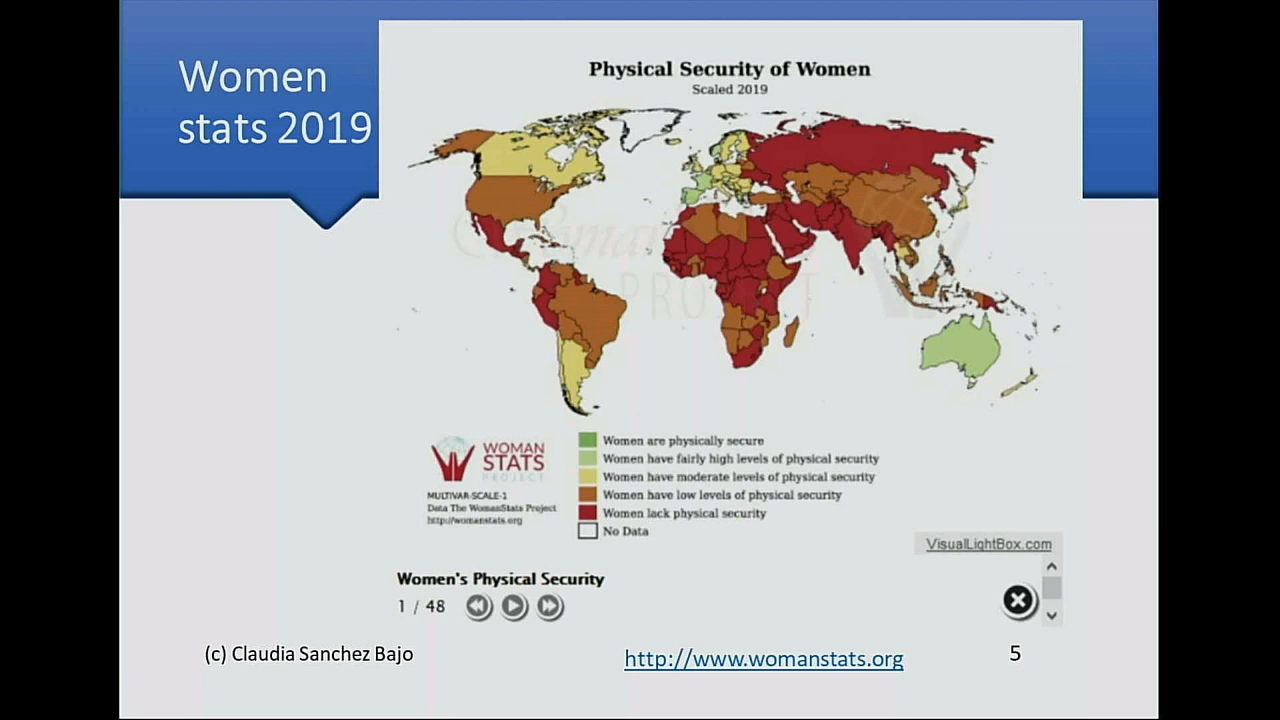 Women
stats 2019
Physical Security of Women
Scaled 2019
Woman
PROJECT
WOMAN
STATS
PROJECT
MULTIVAR-SCALE-1
Data The WomanStats Project
http://womanstats.org
Women are physically secure
Women have fairly high levels of physical security
Women have moderate levels of physical security
Women have low levels of physical security
Women lack physical security
No Data
VisualLightBox.com
Women's Physical Security
1 / 48
(c) Claudia Sanchez Bajo
http://www.womanstats.org
5